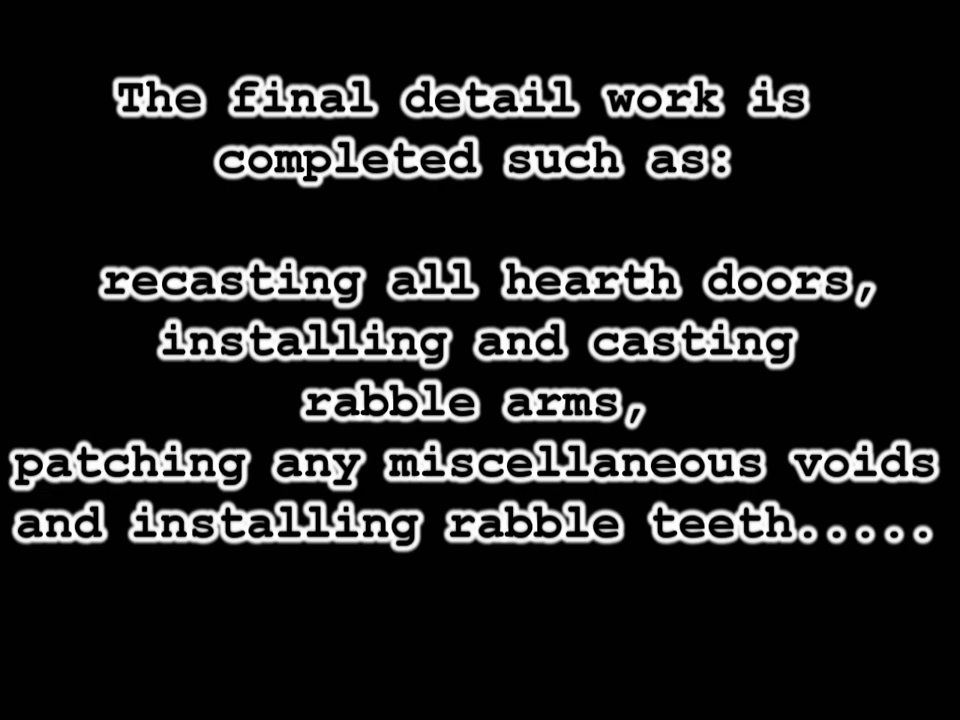 The final detail work is
completed such as:
recasting all hearth doors,
installing and casting
rabble arms,
patching any miscellaneous voids
and installing rabble teeth.....